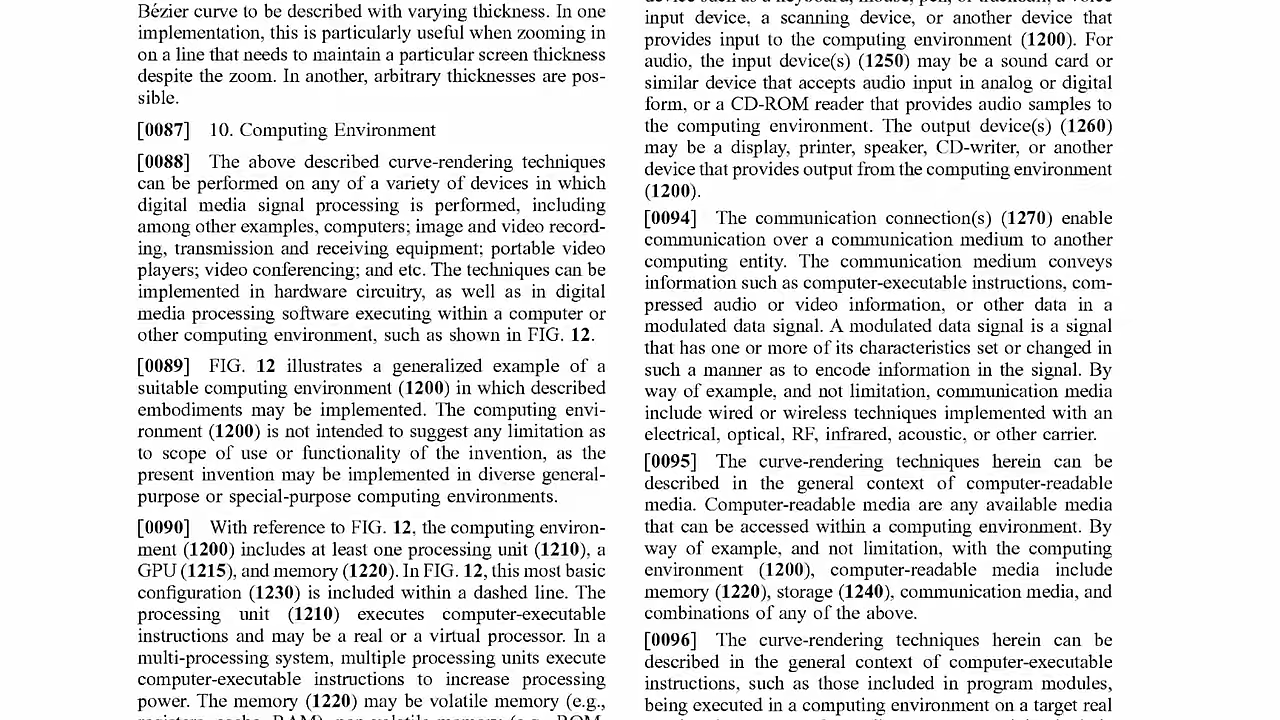 Bézier curve to be described with varying thickness. In one
implementation, this is particularly useful when zooming in
on a line that needs to maintain a particular screen thickness
despite the zoom. In another, arbitrary thicknesses are pos-
sible.
[0087] 10. Computing Environment
[0088] The above described curve-rendering techniques
can be performed on any of a variety of devices in which
digital media signal processing is performed, including
among other examples, computers; image and video record-
ing, transmission and receiving equipment; portable video
players; video conferencing; and etc. The techniques can be
implemented in hardware circuitry, as well as in digital
media processing software executing within a computer or
other computing environment, such as shown in FIG. 12.
[0089] FIG. 12 illustrates a generalized example of a
suitable computing environment (1200) in which described
embodiments may be implemented. The computing envi-
ronment (1200) is not intended to suggest any limitation as
to scope of use or functionality of the invention, as the
present invention may be implemented in diverse general-
purpose or special-purpose computing environments.
[0090] With reference to FIG. 12, the computing environ-
ment (1200) includes at least one processing unit (1210), a
GPU (1215), and memory (1220). In FIG. 12, this most basic
configuration (1230) is included within a dashed line. The
processing unit (1210) executes computer-executable
instructions and may be a real or a virtual processor. In a
multi-processing system, multiple processing units execute
computer-executable instructions to increase processing
power. The memory (1220) may be volatile memory (e.g.,
input device, a scanning device, or another device that
provides input to the computing environment (1200). For
audio, the input device(s) (1250) may be a sound card or
similar device that accepts audio input in analog or digital
form, or a CD-ROM reader that provides audio samples to
the computing environment. The output device(s) (1260)
may be a display, printer, speaker, CD-writer, or another
device that provides output from the computing environment
(1200).
[0094] The communication connection(s) (1270) enable
communication over a communication medium to another
computing entity. The communication medium conveys
information such as computer-executable instructions, com-
pressed audio or video information, or other data in a
modulated data signal. A modulated data signal is a signal
that has one or more of its characteristics set or changed in
such a manner as to encode information in the signal. By
way of example, and not limitation, communication media
include wired or wireless techniques implemented with an
electrical, optical, RF, infrared, acoustic, or other carrier.
[0095] The curve-rendering techniques herein can be
described in the general context of computer-readable
media. Computer-readable media are any available media
that can be accessed within a computing environment. By
way of example, and not limitation, with the computing
environment (1200), computer-readable media include
memory (1220), storage (1240), communication media, and
combinations of any of the above.
[0096] The curve-rendering techniques herein can be
described in the general context of computer-executable
instructions, such as those included in program modules,
being executed in a computing environment on a target real